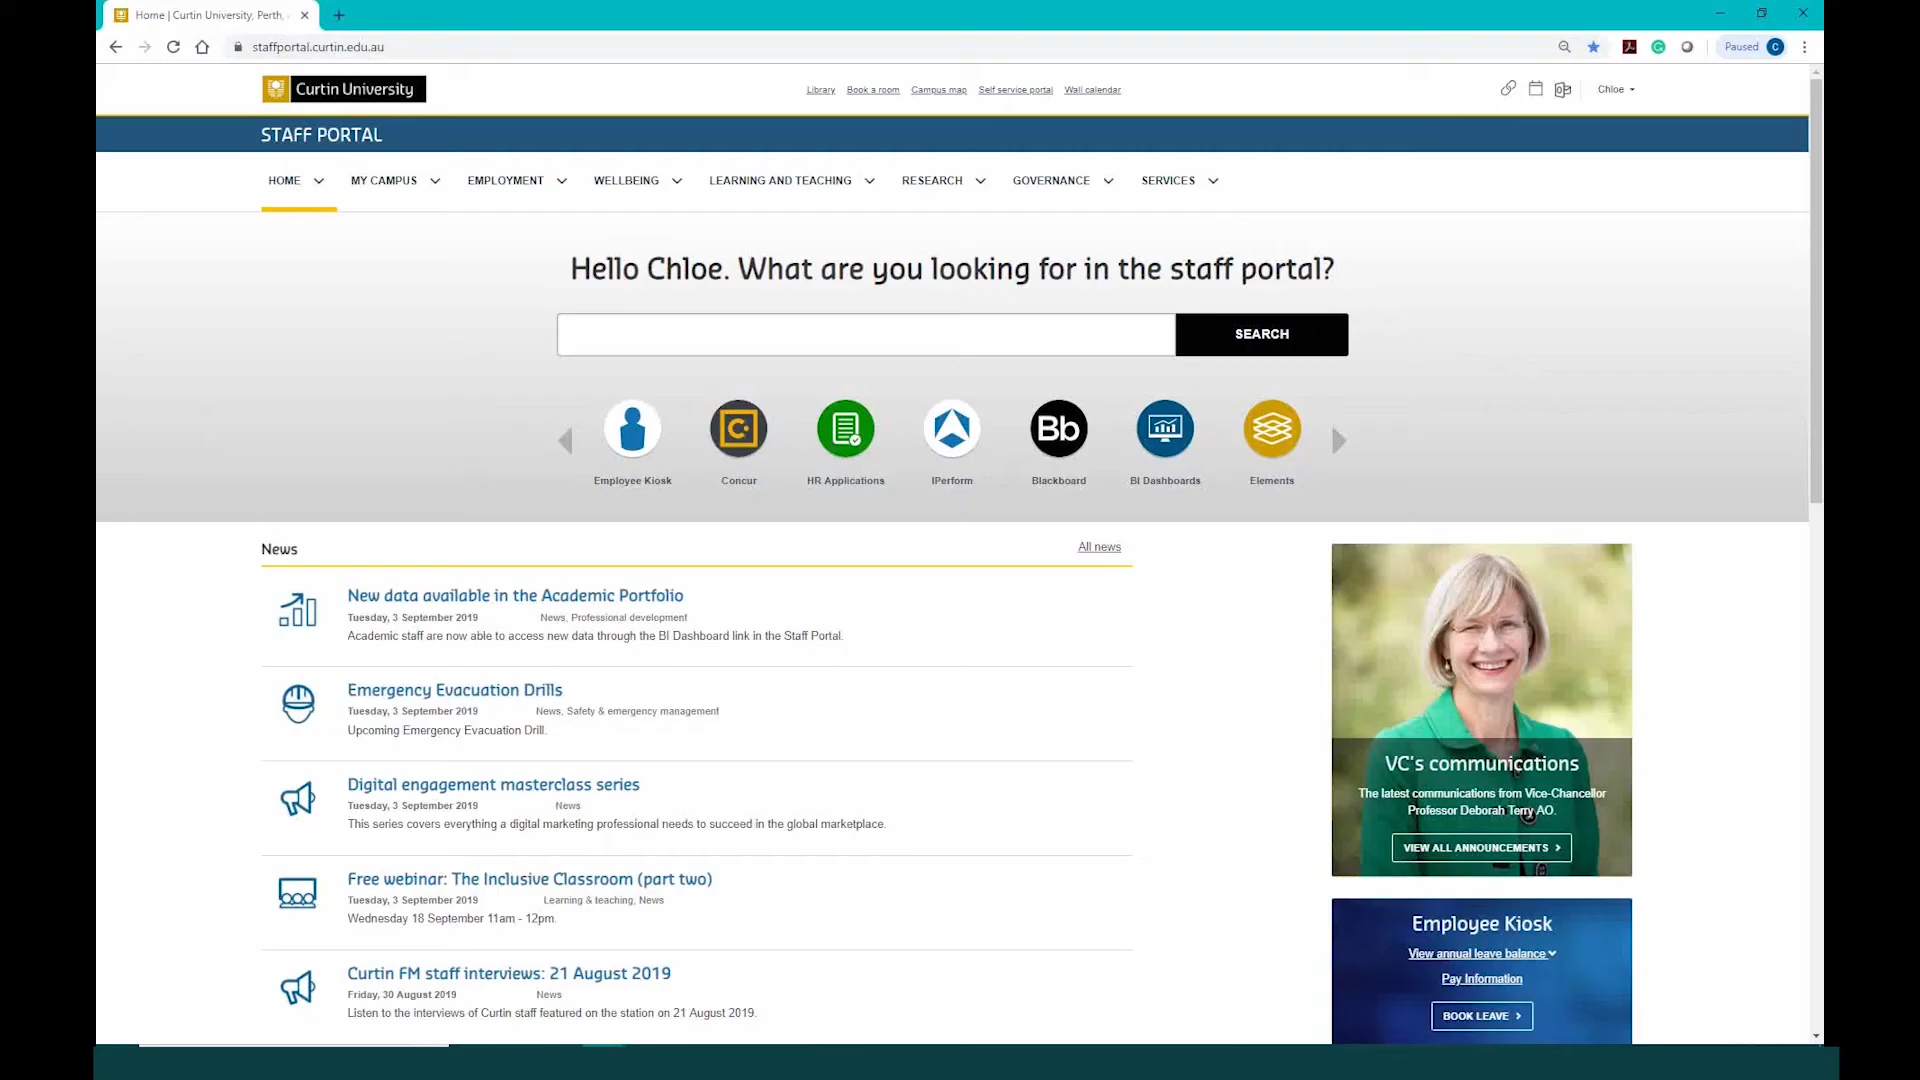 Home | Curtin University, Perth,
staffportal.curtin.edu.au
Paused
C
Curtin University
Library
Book a room
Campus map
Self service portal
Wall calendar
Chloe
STAFF PORTAL
HOME
MY CAMPUS
EMPLOYMENT
WELLBEING
LEARNING AND TEACHING
RESEARCH
GOVERNANCE
SERVICES
Hello Chloe. What are you looking for in the staff portal?
SEARCH
Bb
Employee Kiosk
Concur
HR Applications
IPerform
Blackboard
BI Dashboards
Elements
News
All news
New data available in the Academic Portfolio
Tuesday, 3 September 2019
News, Professional development
Academic staff are now able to access new data through the BI Dashboard link in the Staff Portal.
Emergency Evacuation Drills
Tuesday, 3 September 2019
News, Safety & emergency management
Upcoming Emergency Evacuation Drill.
Digital engagement masterclass series
Tuesday, 3 September 2019
News
This series covers everything a digital marketing professional needs to succeed in the global marketplace.
Free webinar: The Inclusive Classroom (part two)
Tuesday, 3 September 2019
Learning & teaching, News
Wednesday 18 September 11am - 12pm.
Curtin FM staff interviews: 21 August 2019
Friday, 30 August 2019
News
Listen to the interviews of Curtin staff featured on the station on 21 August 2019.
VC's communications
The latest communications from Vice-Chancellor
Professor Deborah Terry AO.
VIEW ALL ANNOUNCEMENTS >
Employee Kiosk
View annual leave balance
Pay Information
BOOK LEAVE >